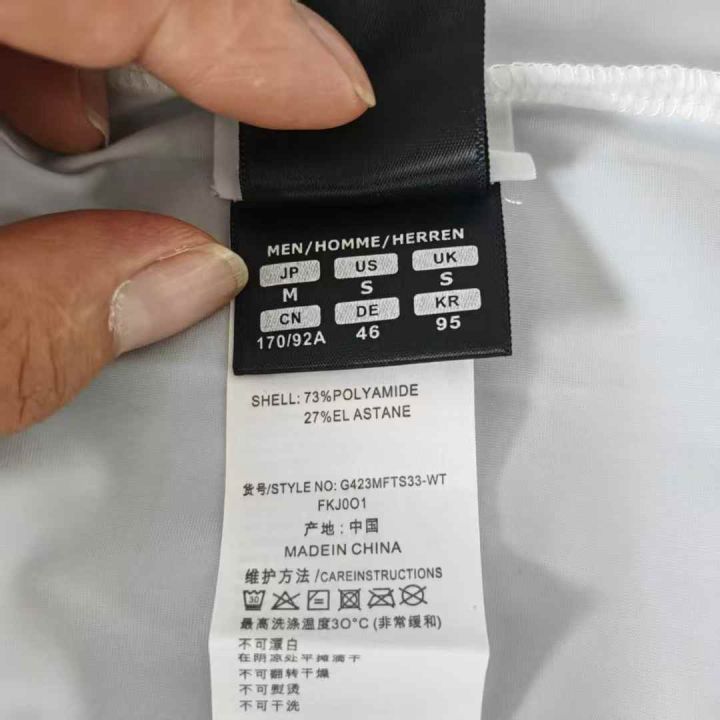 MEN/HOMME/HERREN
JP US UK
M S S
CN DE KR
170/92A 46 95
SHELL: 73%POLYAMIDE
27%EL ASTANE
货号/STYLE NO: G423MFTS33-WT
FKJ0O1
产地：中国
MADEIN CHINA
维护方法 /CAREINSTRUCTIONS
30
最高洗涤温度3O°C (非常缓和)
不可漂白
在阴凉处平摊滴干
不可翻转干燥
不可熨烫
不可干洗